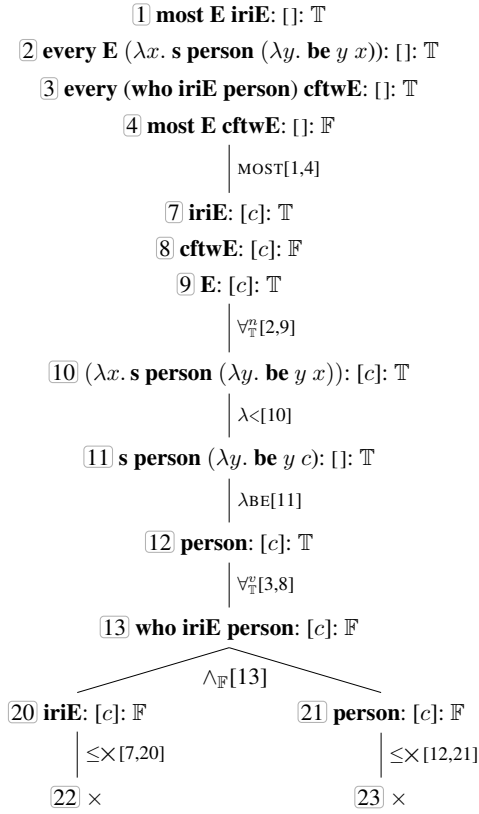 1 most E iriE: []: 𝕋
2 every E (λx. s person (λy. be y x)): []: 𝕋
3 every (who iriE person) cftwE: []: 𝕋
4 most E cftwE: []: 𝔽
MOST[1,4]
7 iriE: [c]: 𝕋
8 cftwE: [c]: 𝔽
9 E: [c]: 𝕋
∀ⁿ𝕋[2,9]
10 (λx. s person (λy. be y x)): [c]: 𝕋
λ<[10]
11 s person (λy. be y c): []: 𝕋
λBE[11]
12 person: [c]: 𝕋
∀ᵛ𝕋[3,8]
13 who iriE person: [c]: 𝔽
∧𝔽[13]
20 iriE: [c]: 𝔽 21 person: [c]: 𝔽
≤×[7,20] ≤×[12,21]
22 × 23 ×